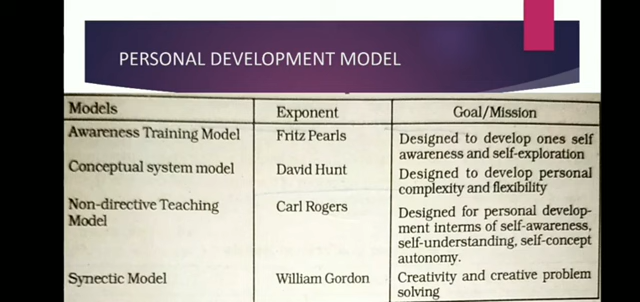 PERSONAL DEVELOPMENT MODEL
Models Exponent Goal/Mission
Awareness Training Model Fritz Pearls Designed to develop ones self
awareness and self-exploration
Conceptual system model David Hunt Designed to develop personal
complexity and flexibility
Non-directive Teaching Carl Rogers Designed for personal develop-
Model ment interms of self-awareness,
self-understanding, self-concept
autonomy.
Synectic Model William Gordon Creativity and creative problem
solving